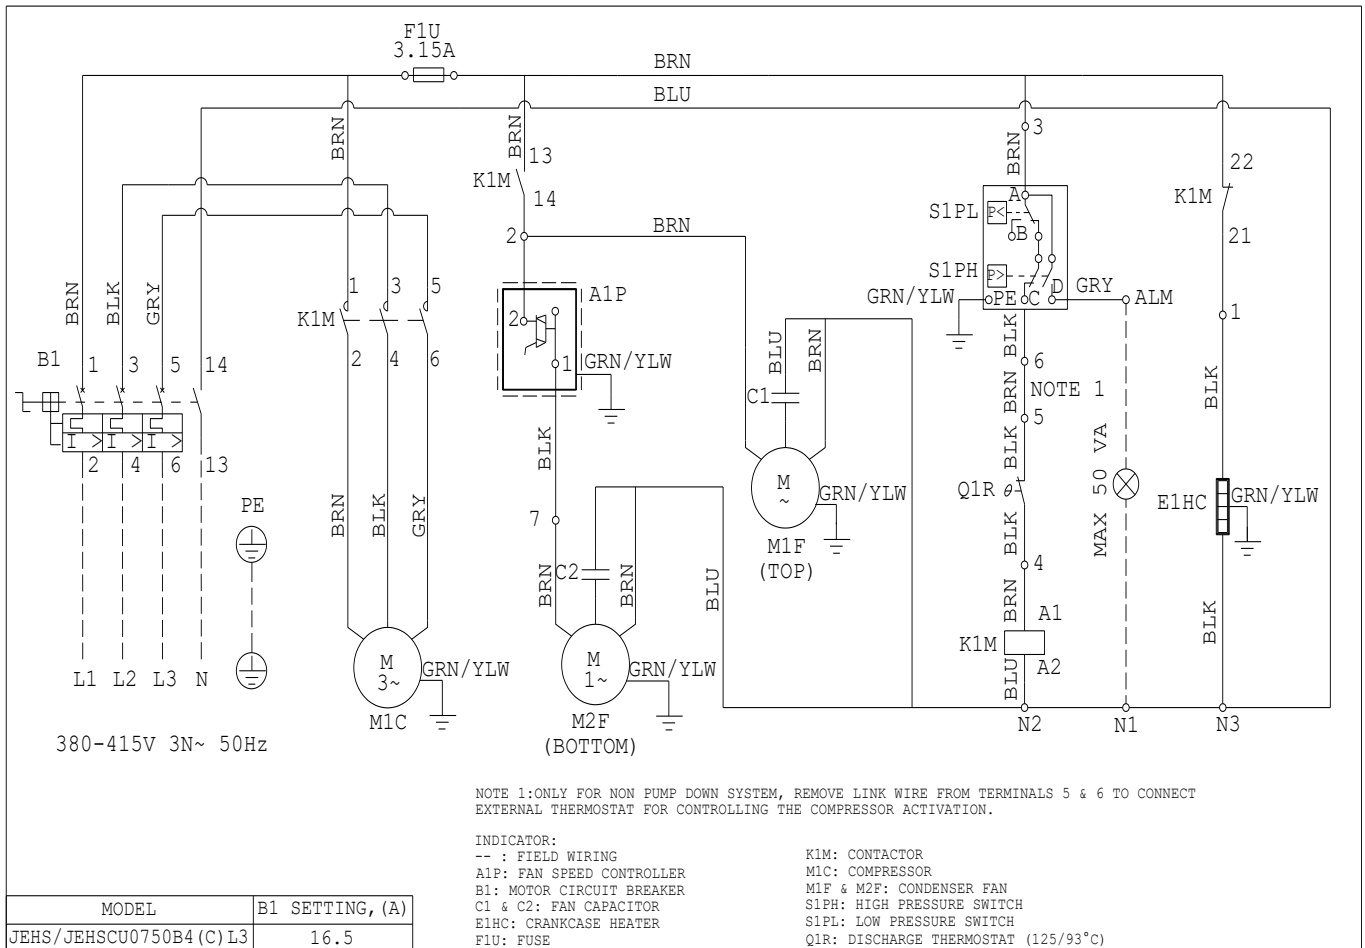 F1U
3.15A
BRN
BLU
BRN
BRN
13
K1M
14
2
BRN
3
BRN
A
S1PL
P<
B
S1PH
P>
GRN/YLW
PE
C
D
GRY
ALM
22
K1M
21
1
BRN
BLK
GRY
B1
1
3
5
14
I >
I >
I >
2
4
6
13
1
3
5
K1M
2
4
6
A1P
2
1
GRN/YLW
BLK
7
BLU
BRN
C1
M
~
GRN/YLW
M1F
(TOP)
BLK
6
BRN
NOTE 1
5
BLK
Q1R
θ
BLK
4
BRN
A1
K1M
A2
BLU
MAX 50 VA
BLK
E1HC
GRN/YLW
BLK
PE
BRN
BLK
GRY
BRN
C2
BRN
BLU
L1
L2
L3
N
M
3~
GRN/YLW
M1C
M
1~
GRN/YLW
M2F
(BOTTOM)
N2
N1
N3
380-415V 3N~ 50Hz
NOTE 1:ONLY FOR NON PUMP DOWN SYSTEM, REMOVE LINK WIRE FROM TERMINALS 5 & 6 TO CONNECT
EXTERNAL THERMOSTAT FOR CONTROLLING THE COMPRESSOR ACTIVATION.
INDICATOR:
-- : FIELD WIRING
A1P: FAN SPEED CONTROLLER
B1: MOTOR CIRCUIT BREAKER
C1 & C2: FAN CAPACITOR
E1HC: CRANKCASE HEATER
F1U: FUSE
K1M: CONTACTOR
M1C: COMPRESSOR
M1F & M2F: CONDENSER FAN
S1PH: HIGH PRESSURE SWITCH
S1PL: LOW PRESSURE SWITCH
Q1R: DISCHARGE THERMOSTAT (125/93°C)
MODEL
B1 SETTING,(A)
JEHS/JEHSCU0750B4(C)L3
16.5